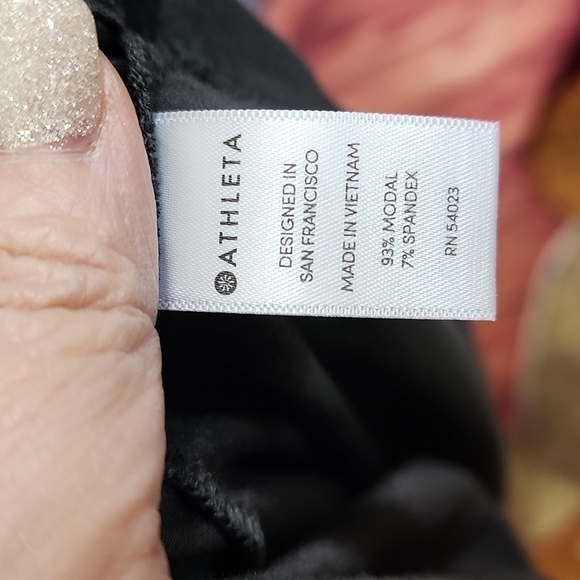 ATHLETA
DESIGNED IN
SAN FRANCISCO
MADE IN VIETNAM
93% MODAL
7% SPANDEX
RN 54023